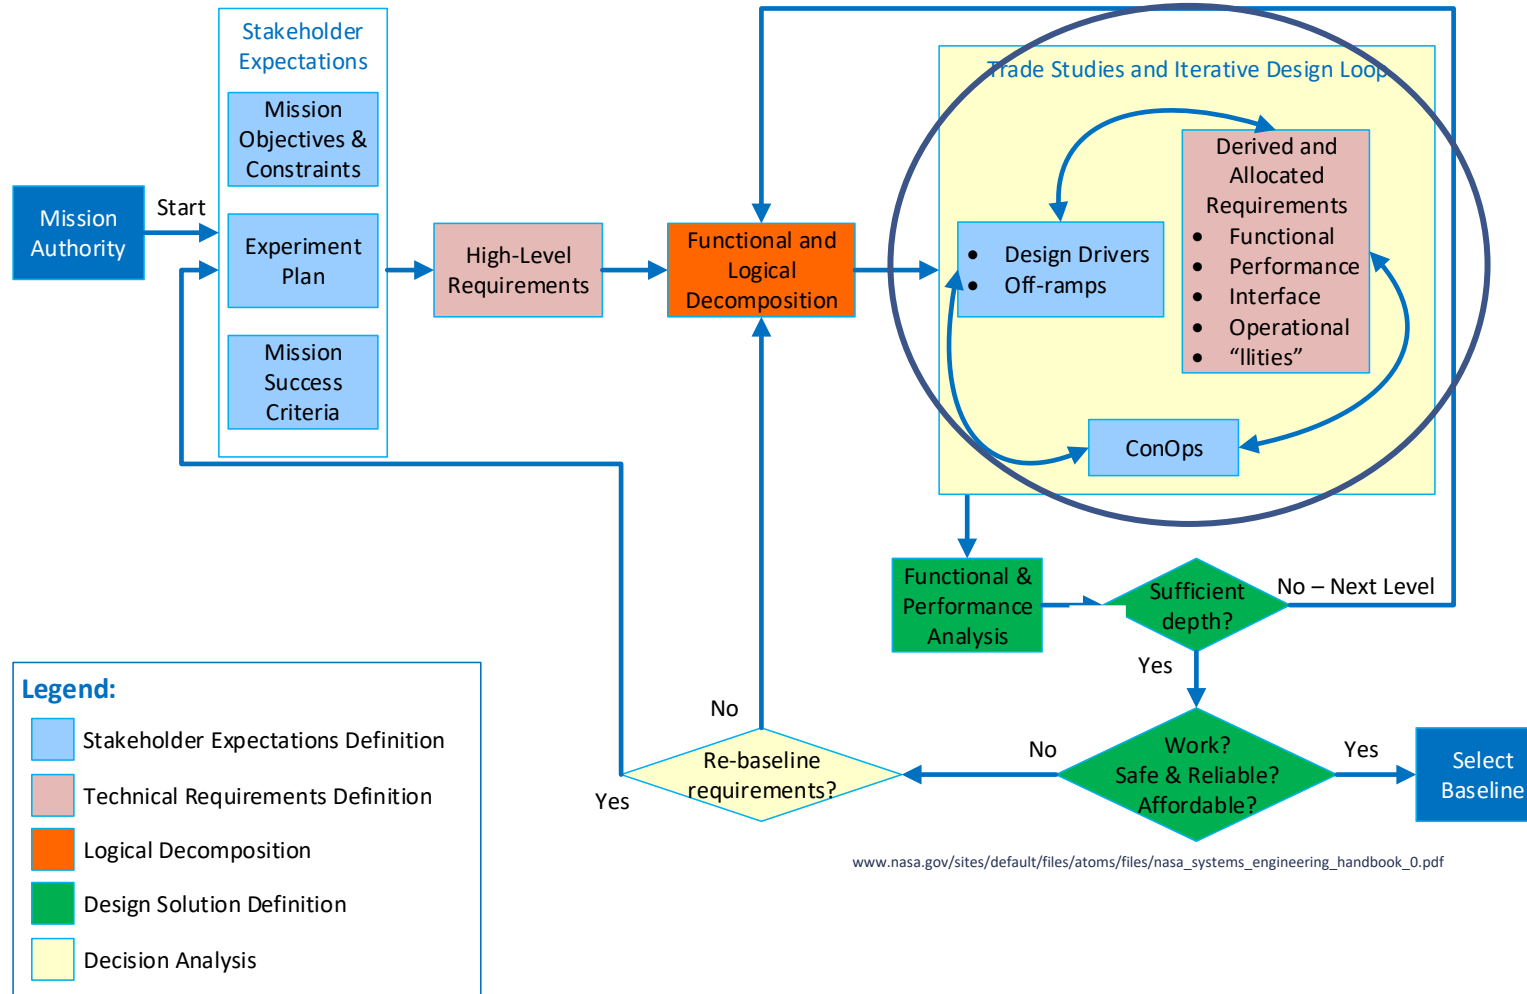 Stakeholder
Expectations
Mission
Objectives &
Constraints
Mission
Authority
Start
Experiment
Plan
Mission
Success
Criteria
High-Level
Requirements
Functional and
Logical
Decomposition
Trade Studies and Iterative Design Loop
• Design Drivers
• Off-ramps
Derived and
Allocated
Requirements
• Functional
• Performance
• Interface
• Operational
• “Ilities”
ConOps
Functional &
Performance
Analysis
Sufficient
depth?
No – Next Level
Yes
Work?
Safe & Reliable?
Affordable?
Yes
Select
Baseline
No
Re-baseline
requirements?
No
Yes
www.nasa.gov/sites/default/files/atoms/files/nasa_systems_engineering_handbook_0.pdf
Legend:
Stakeholder Expectations Definition
Technical Requirements Definition
Logical Decomposition
Design Solution Definition
Decision Analysis